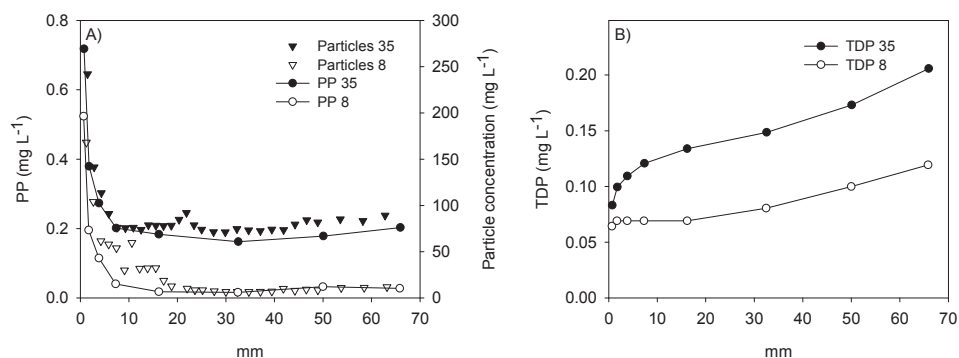 A)
PP (mg L-1)
0.8
0.6
0.4
0.2
0.0
300
250
200
150
100
50
0
Particle concentration (mg L-1)
Particles 35
Particles 8
PP 35
PP 8
0 10 20 30 40 50 60 70
mm
B)
TDP (mg L-1)
0.20
0.15
0.10
0.05
0.00
TDP 35
TDP 8
0 10 20 30 40 50 60 70
mm